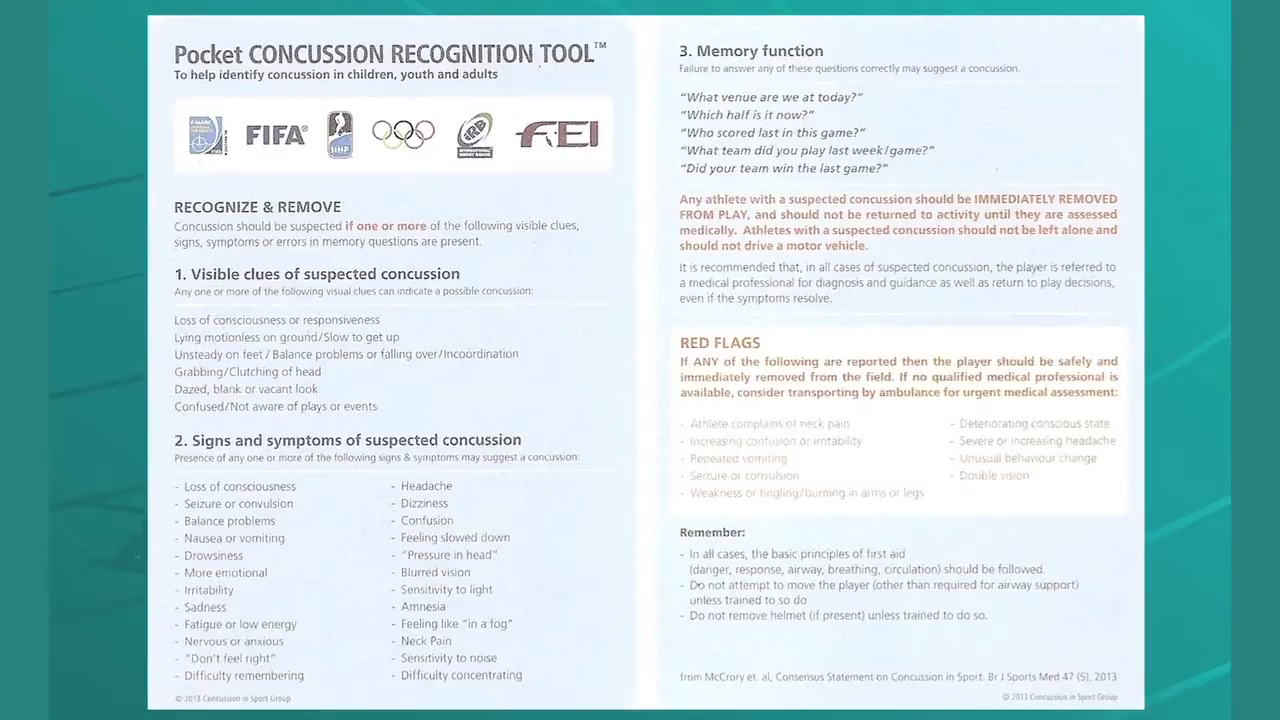 Pocket CONCUSSION RECOGNITION TOOL™
To help identify concussion in children, youth and adults
FIFA®
IIHF
IRB
FEI
RECOGNIZE & REMOVE
Concussion should be suspected if one or more of the following visible clues,
signs, symptoms or errors in memory questions are present.
1. Visible clues of suspected concussion
Any one or more of the following visual clues can indicate a possible concussion:
Loss of consciousness or responsiveness
Lying motionless on ground/Slow to get up
Unsteady on feet / Balance problems or falling over/Incoordination
Grabbing/Clutching of head
Dazed, blank or vacant look
Confused/Not aware of plays or events
2. Signs and symptoms of suspected concussion
Presence of any one or more of the following signs & symptoms may suggest a concussion:
- Loss of consciousness
- Seizure or convulsion
- Balance problems
- Nausea or vomiting
- Drowsiness
- More emotional
- Irritability
- Sadness
- Fatigue or low energy
- Nervous or anxious
- "Don't feel right"
- Difficulty remembering
- Headache
- Dizziness
- Confusion
- Feeling slowed down
- "Pressure in head"
- Blurred vision
- Sensitivity to light
- Amnesia
- Feeling like "in a fog"
- Neck Pain
- Sensitivity to noise
- Difficulty concentrating
© 2013 Concussion in Sport Group
3. Memory function
Failure to answer any of these questions correctly may suggest a concussion.
"What venue are we at today?"
"Which half is it now?"
"Who scored last in this game?"
"What team did you play last week/game?"
"Did your team win the last game?"
Any athlete with a suspected concussion should be IMMEDIATELY REMOVED
FROM PLAY, and should not be returned to activity until they are assessed
medically. Athletes with a suspected concussion should not be left alone and
should not drive a motor vehicle.
It is recommended that, in all cases of suspected concussion, the player is referred to
a medical professional for diagnosis and guidance as well as return to play decisions,
even if the symptoms resolve.
RED FLAGS
If ANY of the following are reported then the player should be safely and
immediately removed from the field. If no qualified medical professional is
available, consider transporting by ambulance for urgent medical assessment:
- Athlete complains of neck pain
- Increasing confusion or irritability
- Repeated vomiting
- Seizure or convulsion
- Weakness or tingling/burning in arms or legs
- Deteriorating conscious state
- Severe or increasing headache
- Unusual behaviour change
- Double vision
Remember:
- In all cases, the basic principles of first aid
(danger, response, airway, breathing, circulation) should be followed.
- Do not attempt to move the player (other than required for airway support)
unless trained to so do
- Do not remove helmet (if present) unless trained to do so.
from McCrory et. al, Consensus Statement on Concussion in Sport. Br J Sports Med 47 (5), 2013
© 2013 Concussion in Sport Group